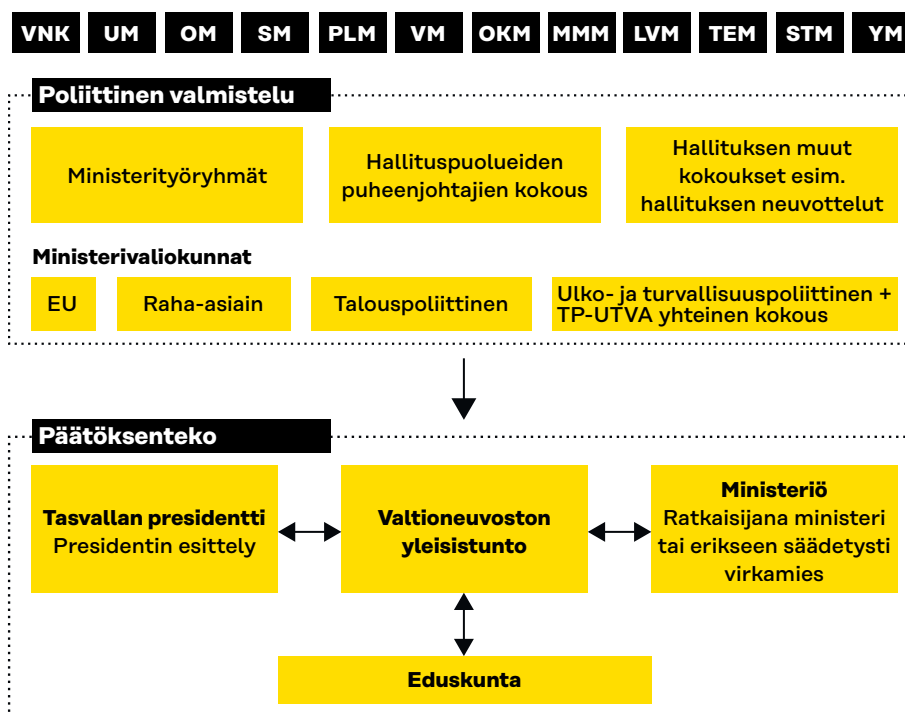 VNK UM OM SM PLM VM OKM MMM LVM TEM STM YM
Poliittinen valmistelu
Ministerityöryhmät
Hallituspuolueiden
puheenjohtajien kokous
Hallituksen muut
kokoukset esim.
hallituksen neuvottelut
Ministerivaliokunnat
EU
Raha-asiain
Talouspoliittinen
Ulko- ja turvallisuuspoliittinen +
TP-UTVA yhteinen kokous
Päätöksenteko
Tasvallan presidentti
Presidentin esittely
Valtioneuvoston
yleisistunto
Ministeriö
Ratkaisijana ministeri
tai erikseen säädetysti
virkamies
Eduskunta